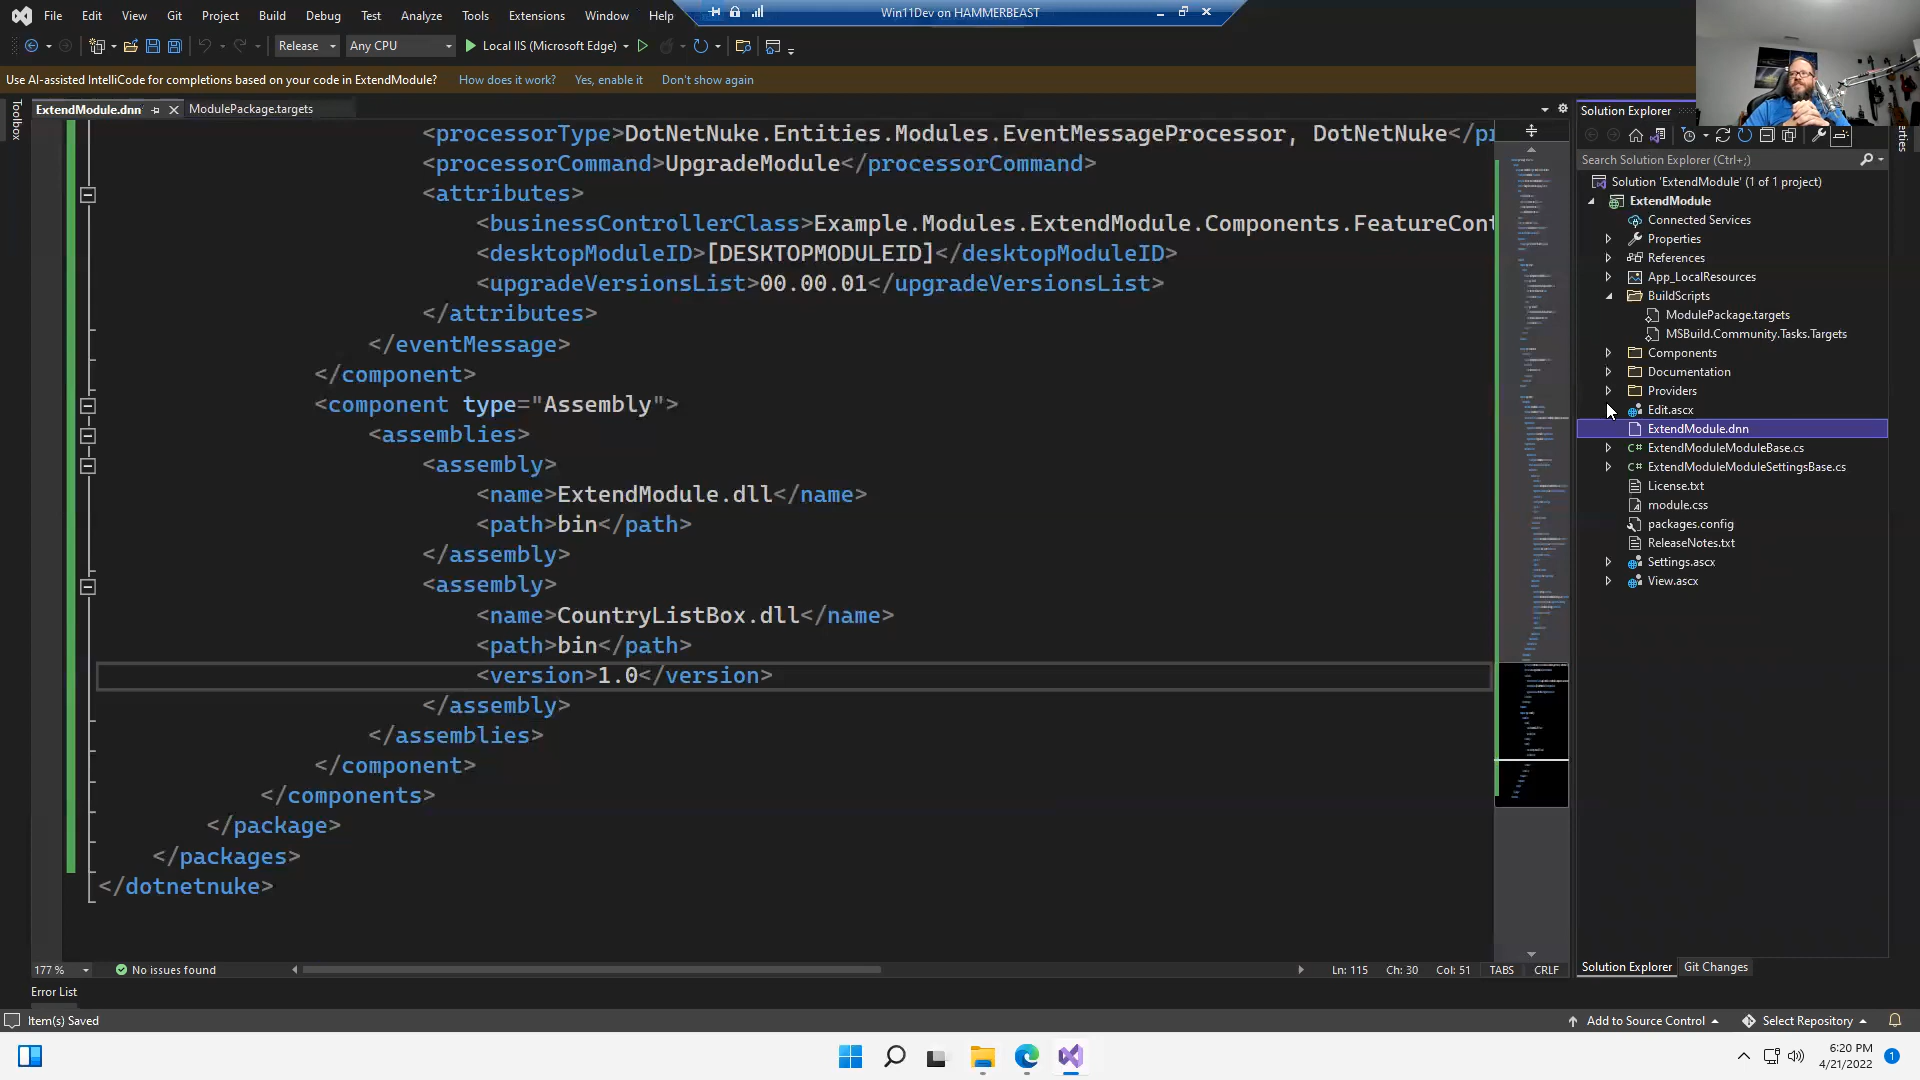 File Edit View Git Project Build Debug Test Analyze Tools Extensions Window Help
Win11Dev on HAMMERBEAST
Release Any CPU Local IIS (Microsoft Edge)
Use AI-assisted IntelliCode for completions based on your code in ExtendModule? How does it work? Yes, enable it Don't show again
Toolbox
ExtendModule.dnn ModulePackage.targets
<processorType>DotNetNuke.Entities.Modules.EventMessageProcessor, DotNetNuke</pr
<processorCommand>UpgradeModule</processorCommand>
<attributes>
<businessControllerClass>Example.Modules.ExtendModule.Components.FeatureCont
<desktopModuleID>[DESKTOPMODULEID]</desktopModuleID>
<upgradeVersionsList>00.00.01</upgradeVersionsList>
</attributes>
</eventMessage>
</component>
<component type="Assembly">
<assemblies>
<assembly>
<name>ExtendModule.dll</name>
<path>bin</path>
</assembly>
<assembly>
<name>CountryListBox.dll</name>
<path>bin</path>
<version>1.0</version>
</assembly>
</assemblies>
</component>
</components>
</package>
</packages>
</dotnetnuke>
177 % No issues found Ln: 115 Ch: 30 Col: 51 TABS CRLF
Error List
Item(s) Saved
Solution Explorer
Search Solution Explorer (Ctrl+;)
Solution 'ExtendModule' (1 of 1 project)
ExtendModule
Connected Services
Properties
References
App_LocalResources
BuildScripts
ModulePackage.targets
MSBuild.Community.Tasks.Targets
Components
Documentation
Providers
Edit.ascx
ExtendModule.dnn
C# ExtendModuleModuleBase.cs
C# ExtendModuleModuleSettingsBase.cs
License.txt
module.css
packages.config
ReleaseNotes.txt
Settings.ascx
View.ascx
Solution Explorer Git Changes
Add to Source Control Select Repository
6:20 PM
4/21/2022
1